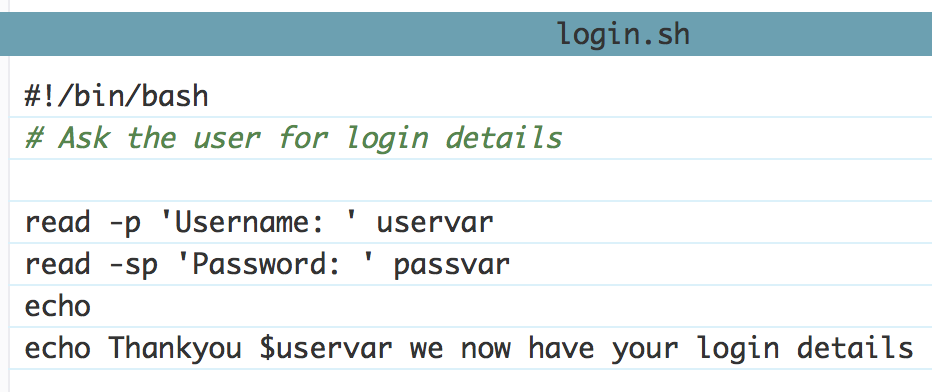 login.sh
#!/bin/bash
# Ask the user for login details
read -p 'Username: ' uservar
read -sp 'Password: ' passvar
echo
echo Thankyou $uservar we now have your login details